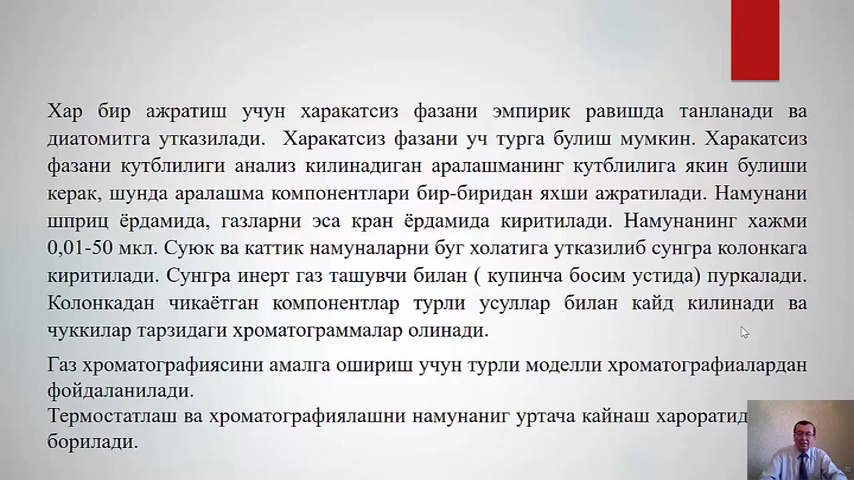 Хар бир ажратиш учун харакатсиз фазани эмпирик равишда танланади ва
диатомитга утказилади. Харакатсиз фазани уч турга булиш мумкин. Харакатсиз
фазани кутблилиги анализ килинадиган аралашманинг кутблилига якин булиши
керак, шунда аралашма компонентлари бир-биридан яхши ажратилади. Намунани
шприц ёрдамида, газларни эса кран ёрдамида киритилади. Намунанинг хажми
0,01-50 мкл. Суюк ва каттик намуналарни буг холатига утказилиб сунгра колонкага
киритилади. Сунгра инерт газ ташувчи билан ( купинча босим устида) пуркалади.
Колонкадан чикаётган компонентлар турли усуллар билан кайд килинади ва
чуккилар тарзидаги хроматограммалар олинади.
Газ хроматографиясини амалга ошириш учун турли моделли хроматографиалардан
фойдаланилади.
Термостатлаш ва хроматографиялашни намунаниг уртача кайнаш
борилади.